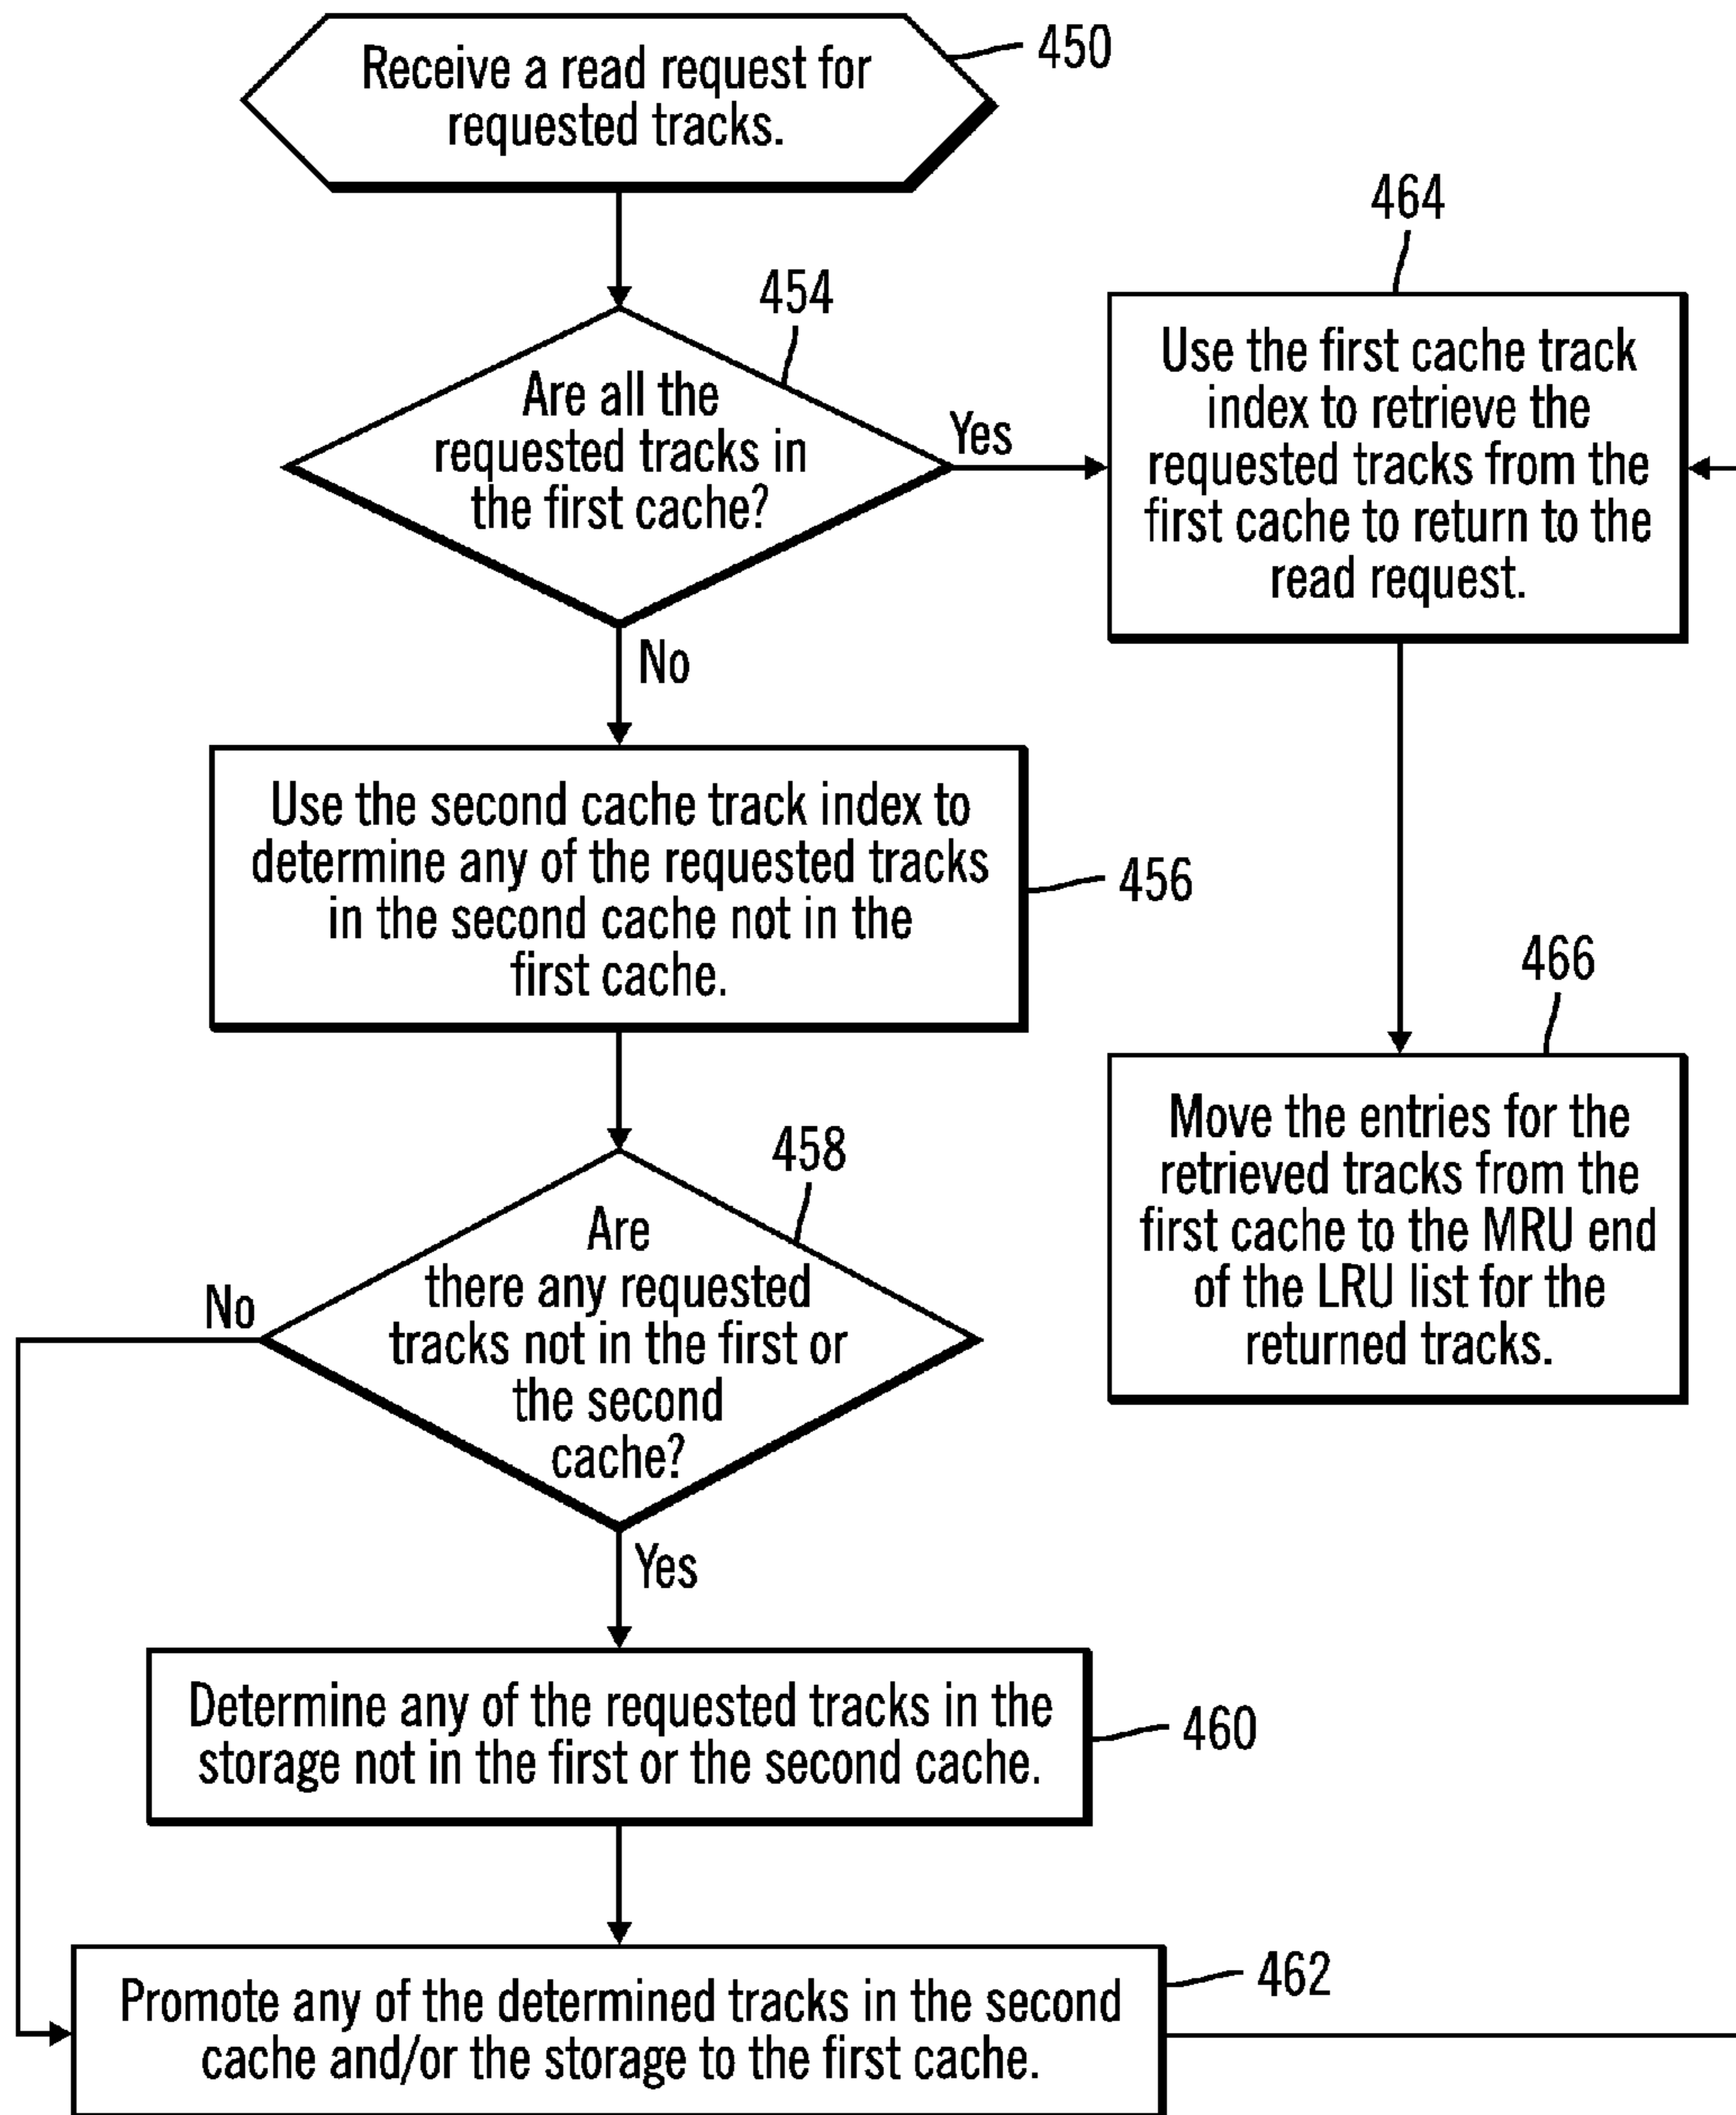 Receive a read request for
requested tracks.
450
454
Are all the
requested tracks in
the first cache?
Yes
No
464
Use the first cache track
index to retrieve the
requested tracks from the
first cache to return to the
read request.
Use the second cache track index to
determine any of the requested tracks
in the second cache not in the
first cache.
456
466
Move the entries for the
retrieved tracks from the
first cache to the MRU end
of the LRU list for the
returned tracks.
458
Are
there any requested
tracks not in the first or
the second
cache?
No
Yes
Determine any of the requested tracks in the
storage not in the first or the second cache.
460
Promote any of the determined tracks in the second
cache and/or the storage to the first cache.
462